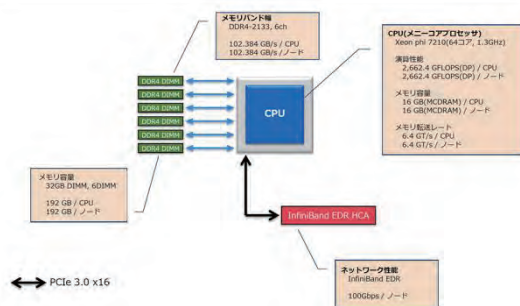 メモリバンド幅
DDR4-2133, 6ch
102.384 GB/s / CPU
102.384 GB/s / ノード
CPU(メニーコアプロセッサ)
Xeon phi 7210(64コア, 1.3GHz)
演算性能
2,662.4 GFLOPS(DP) / CPU
2,662.4 GFLOPS(DP) / ノード
メモリ容量
16 GB(MCDRAM) / CPU
16 GB(MCDRAM) / ノード
メモリ転送レート
6.4 GT/s / CPU
6.4 GT/s / ノード
DDR4 DIMM
DDR4 DIMM
DDR4 DIMM
DDR4 DIMM
DDR4 DIMM
DDR4 DIMM
CPU
メモリ容量
32GB DIMM, 6DIMM
192 GB / CPU
192 GB / ノード
InfiniBand EDR HCA
PCIe 3.0 x16
ネットワーク性能
InfiniBand EDR
100Gbps / ノード